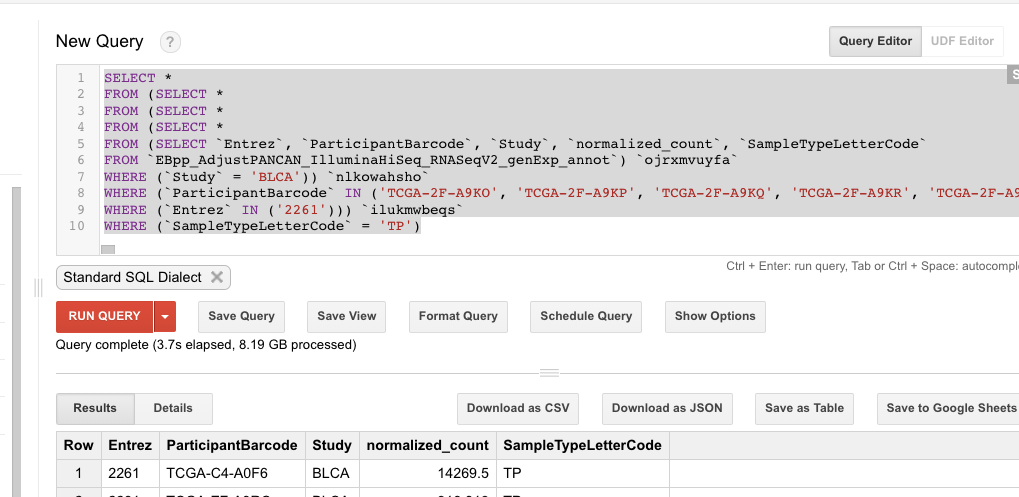 New Query ?
Query Editor UDF Editor
1 SELECT *
2 FROM (SELECT *
3 FROM (SELECT *
4 FROM (SELECT *
5 FROM (SELECT `Entrez`, `ParticipantBarcode`, `Study`, `normalized_count`, `SampleTypeLetterCode`
6 FROM `EBpp_AdjustPANCAN_IlluminaHiSeq_RNASeqV2_genExp_annot`) `ojrxmvuyfa`
7 WHERE (`Study` = 'BLCA')) `nlkowahsho`
8 WHERE (`ParticipantBarcode` IN ('TCGA-2F-A9KO', 'TCGA-2F-A9KP', 'TCGA-2F-A9KQ', 'TCGA-2F-A9KR', 'TCGA-2F-A9
9 WHERE (`Entrez` IN ('2261'))) `ilukmwbeqs`
10 WHERE (`SampleTypeLetterCode` = 'TP')
Ctrl + Enter: run query, Tab or Ctrl + Space: autocomple
Standard SQL Dialect
RUN QUERY Save Query Save View Format Query Schedule Query Show Options
Query complete (3.7s elapsed, 8.19 GB processed)
Results Details Download as CSV Download as JSON Save as Table Save to Google Sheets
Row Entrez ParticipantBarcode Study normalized_count SampleTypeLetterCode
1 2261 TCGA-C4-A0F6 BLCA 14269.5 TP